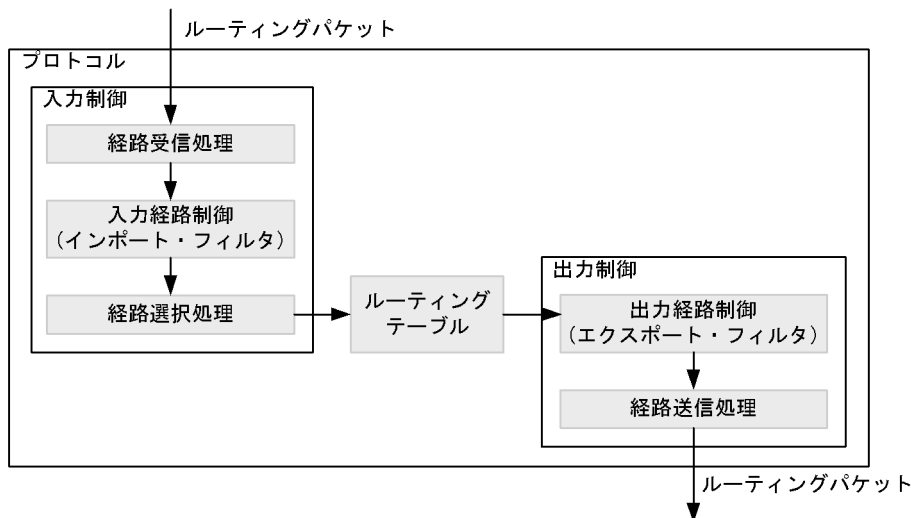 ルーティングパケット
プロトコル
入力制御
経路受信処理
入力経路制御
(インポート・フィルタ)
経路選択処理
ルーティング
テーブル
出力制御
出力経路制御
(エクスポート・フィルタ)
経路送信処理
ルーティングパケット